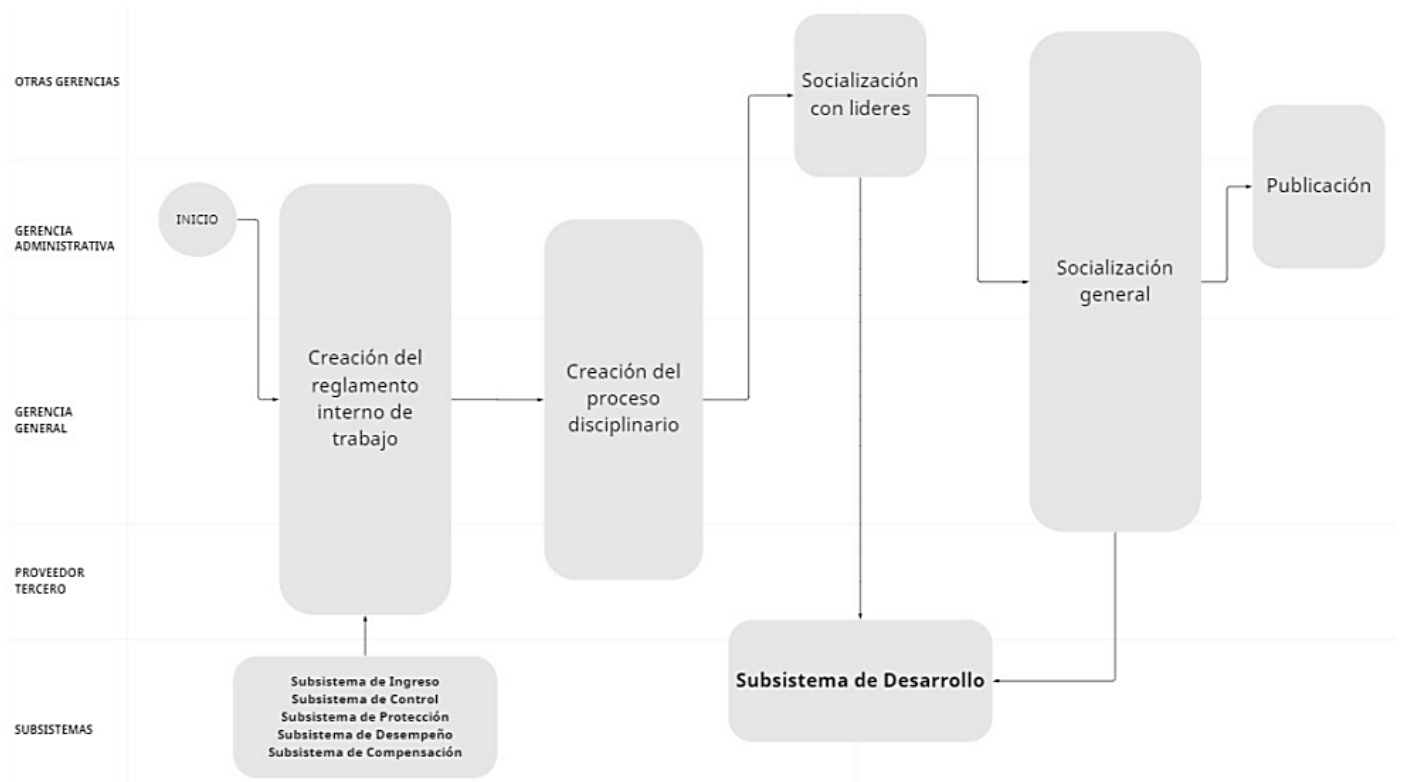 OTRAS GERENCIAS
Socialización
con lideres
Publicación
INICIO
GERENCIA
ADMINISTRATIVA
Socialización
general
Creación del
reglamento
interno de
trabajo
Creación del
proceso
disciplinario
GERENCIA
GENERAL
PROVEEDOR
TERCERO
Subsistema de Ingreso
Subsistema de Control
Subsistema de Protección
Subsistema de Desempeño
Subsistema de Compensación
Subsistema de Desarrollo
SUBSISTEMAS